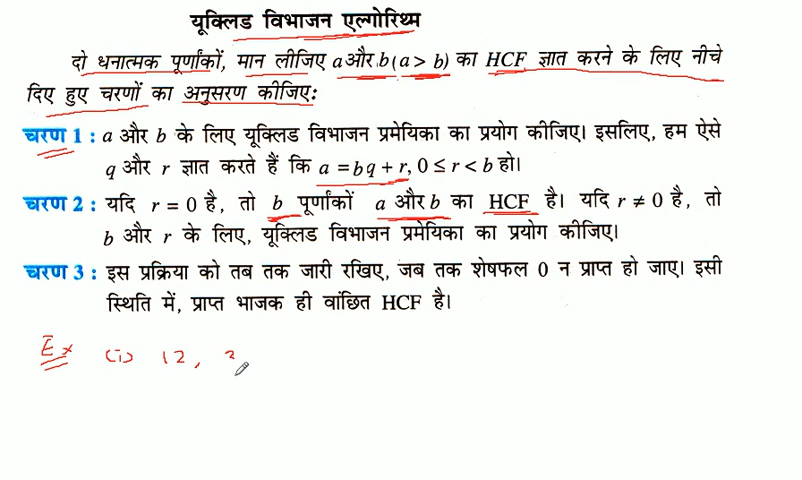 यूक्लिड विभाजन एल्गोरिथ्म
दो धनात्मक पूर्णांकों, मान लीजिए a और b (a > b) का HCF ज्ञात करने के लिए नीचे
दिए हुए चरणों का अनुसरण कीजिए:
चरण 1 : a और b के लिए यूक्लिड विभाजन प्रमेयिका का प्रयोग कीजिए। इसलिए, हम ऐसे
q और r ज्ञात करते हैं कि a = bq + r, 0 ≤ r < b हो।
चरण 2 : यदि r = 0 है, तो b पूर्णांकों a और b का HCF है। यदि r ≠ 0 है, तो
b और r के लिए, यूक्लिड विभाजन प्रमेयिका का प्रयोग कीजिए।
चरण 3 : इस प्रक्रिया को तब तक जारी रखिए, जब तक शेषफल 0 न प्राप्त हो जाए। इसी
स्थिति में, प्राप्त भाजक ही वांछित HCF है।
Ex (i) 12,